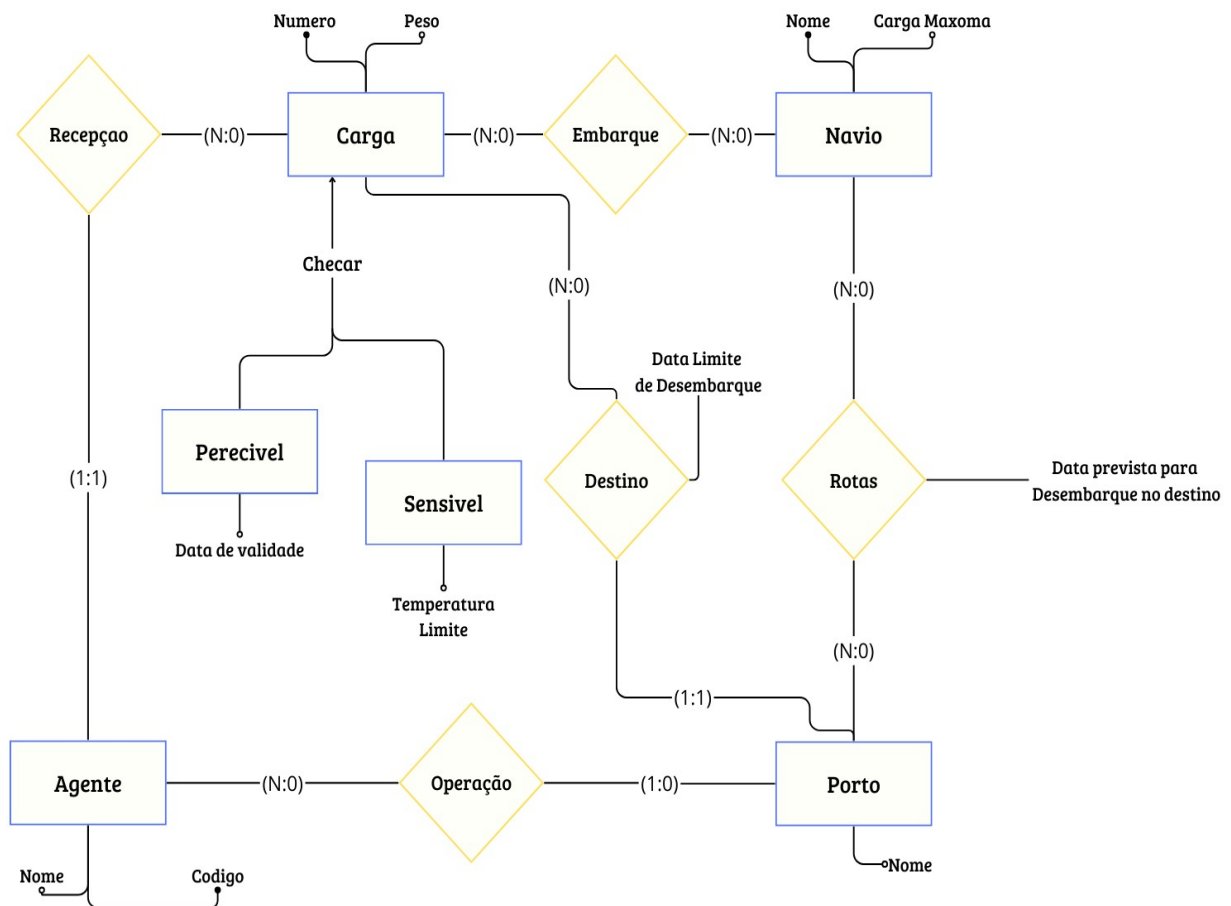 Numero
Peso
Nome
Carga Maxoma
Recepçao
(N:0)
Carga
(N:0)
Embarque
(N:0)
Navio
Checar
(N:0)
(N:0)
Data Limite
de Desembarque
Perecivel
(1:1)
Sensivel
Destino
Rotas
Data prevista para
Desembarque no destino
Data de validade
Temperatura
Limite
(N:0)
(1:1)
Agente
(N:0)
Operação
(1:0)
Porto
Nome
Codigo
Nome